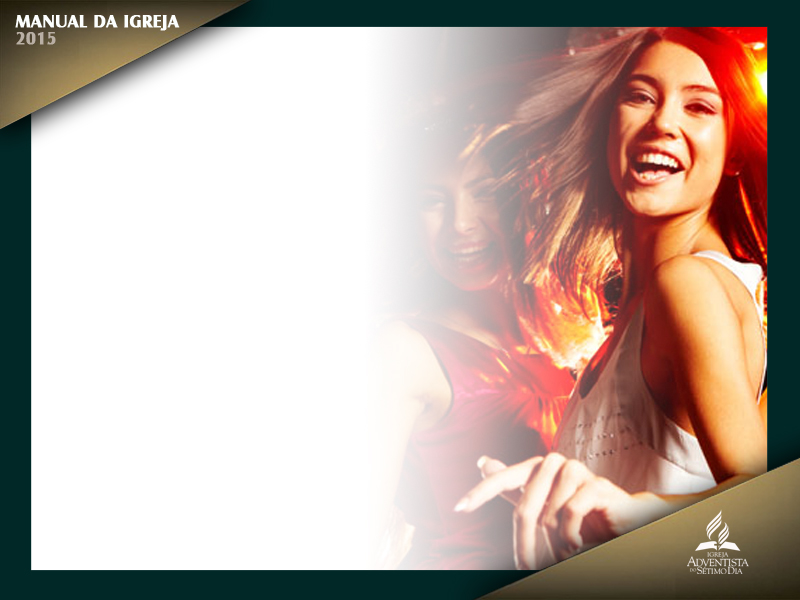 MANUAL DA IGREJA
2015
IGREJA
ADVENTISTA
DO SÉTIMO DIA